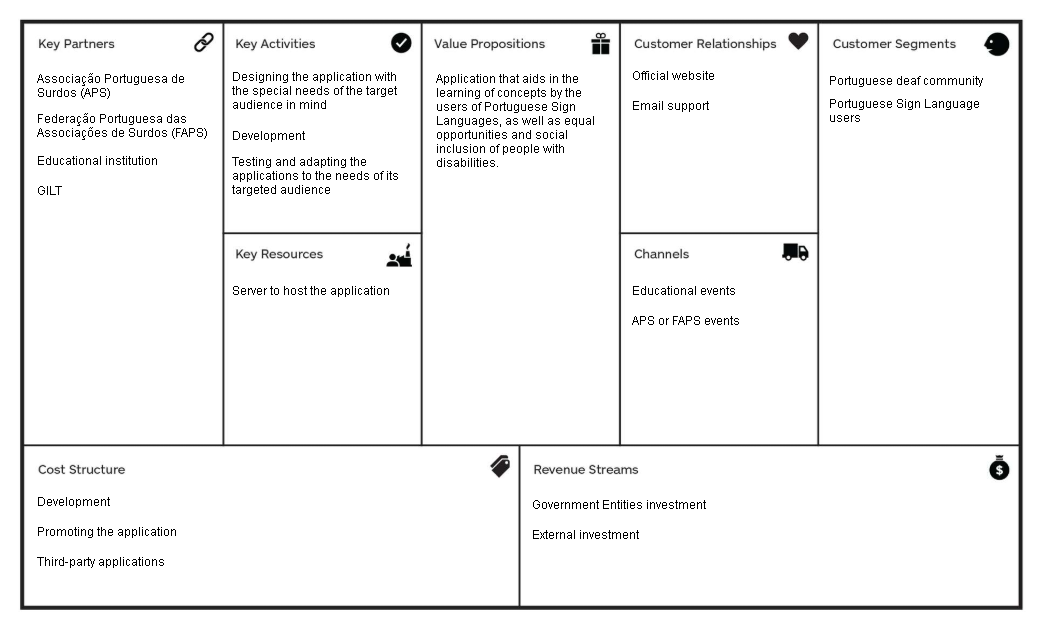 Key Partners
Associação Portuguesa de
Surdos (APS)
Federação Portuguesa das
Associações de Surdos (FAPS)
Educational institution
GILT
Key Activities
Designing the application with
the special needs of the target
audience in mind
Development
Testing and adapting the
applications to the needs of its
targeted audience
Key Resources
Server to host the application
Value Propositions
Application that aids in the
learning of concepts by the
users of Portuguese Sign
Languages, as well as equal
opportunities and social
inclusion of people with
disabilities.
Customer Relationships
Official website
Email support
Channels
Educational events
APS or FAPS events
Customer Segments
Portuguese deaf community
Portuguese Sign Language
users
Cost Structure
Development
Promoting the application
Third-party applications
Revenue Streams
$
Government Entities investment
External investment